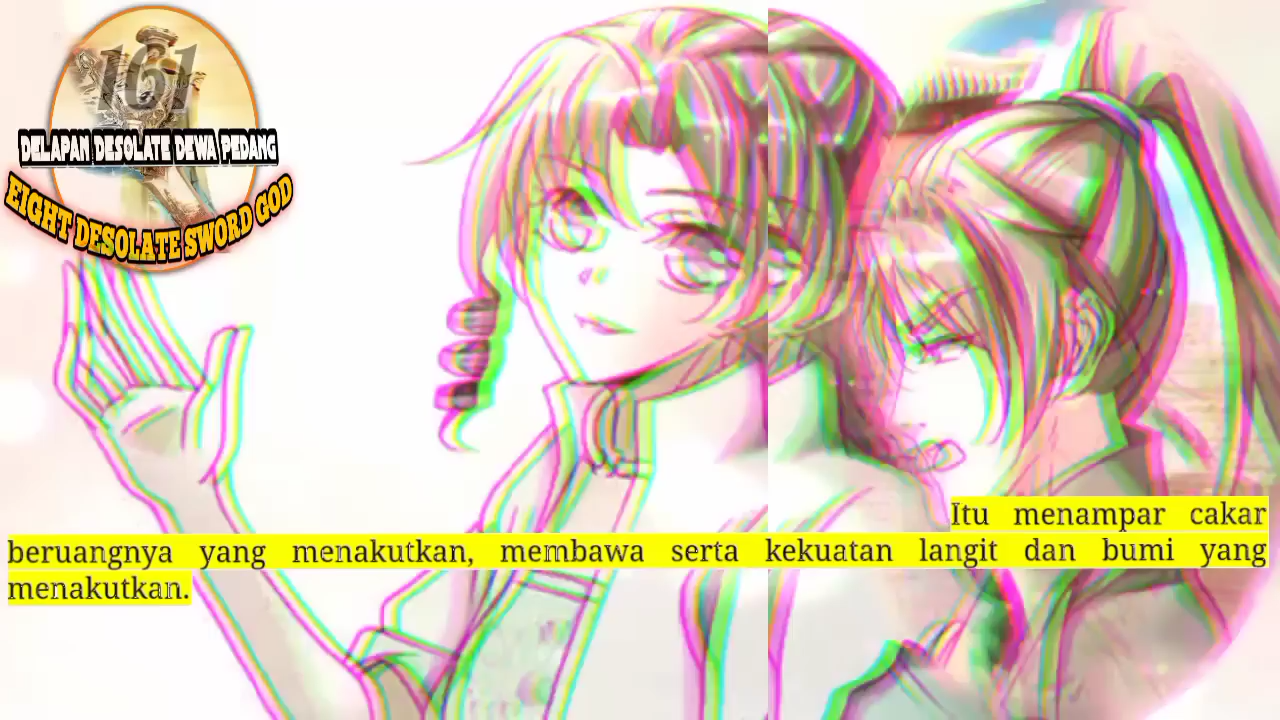 161
DELAPAN DESOLATE DEWA PEDANG
EIGHT DESOLATE SWORD GOD
Itu menampar cakar
beruangnya yang menakutkan, membawa serta kekuatan langit dan bumi yang
menakutkan.